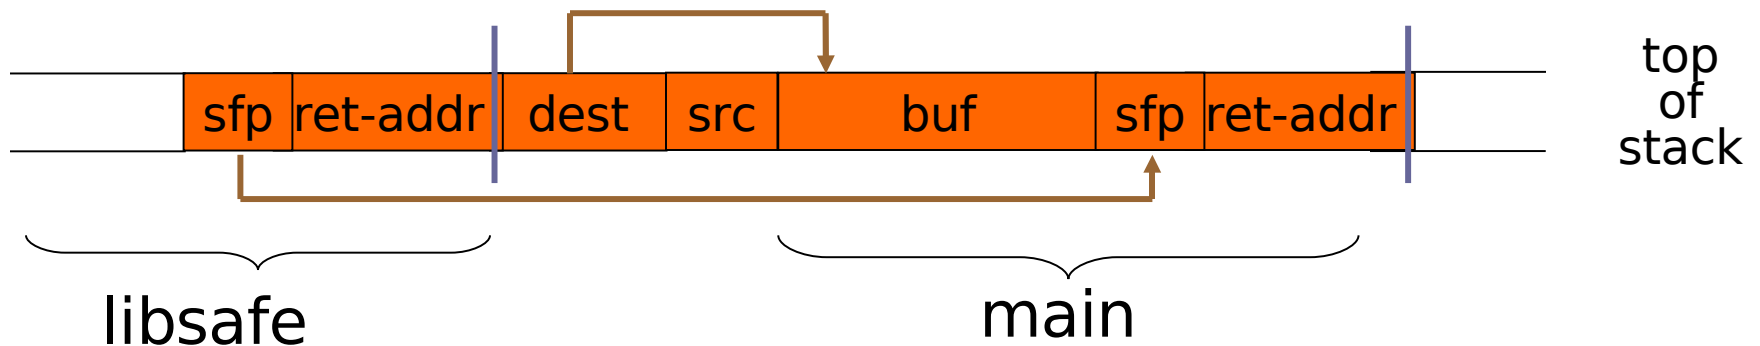 sfp ret-addr dest src buf sfp ret-addr
top
of
stack
libsafe main